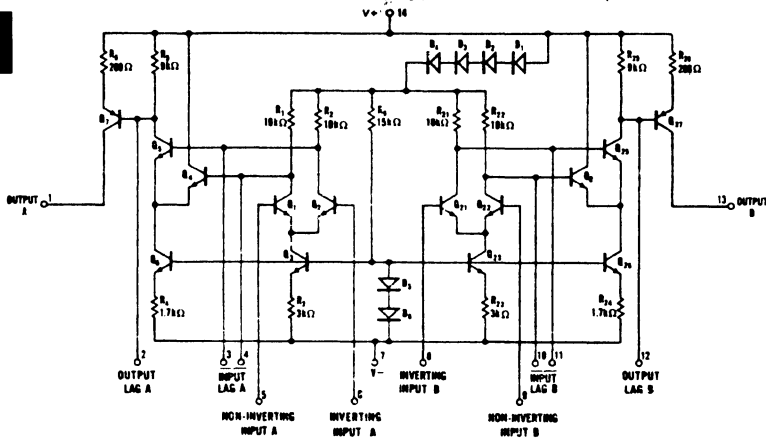 V+ 14
R8
200Ω
R5
9kΩ
D4 D3 D2 D1
R25
9kΩ
R28
200Ω
R1
10kΩ
R2
10kΩ
15kΩ
R21
10kΩ
R22
10kΩ
Q7
Q5
Q4
Q1
Q2
Q21
Q22
Q25
Q27
OUTPUT
A
1
13 OUTPUT
B
Q6
Q3
D5
D6
Q23
Q26
R4
1.7kΩ
R3
3kΩ
R23
3kΩ
R24
1.7kΩ
2
3
4
7
V-
8
10
11
12
OUTPUT
LAG A
INPUT
LAG A
INVERTING
INPUT B
INPUT
LAG B
OUTPUT
LAG B
5
9
NON-INVERTING
INPUT A
INVERTING
INPUT A
NON-INVERTING
INPUT B